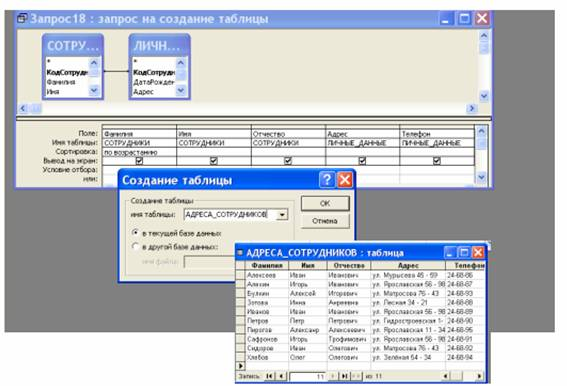 Запрос18 : запрос на создание таблицы
СОТРУ... ЛИЧН...
* *
КодСотрудн КодСотрудн
Фамилия ДатаРожден
Имя Адрес
Поле: Фамилия Имя Отчество Адрес Телефон
Имя таблицы: СОТРУДНИКИ СОТРУДНИКИ СОТРУДНИКИ ЛИЧНЫЕ_ДАННЫЕ ЛИЧНЫЕ_ДАННЫЕ
Сортировка: по возрастанию
Вывод на экран:
Условие отбора:
или:
Создание таблицы
Создание таблицы
имя таблицы: АДРЕСА_СОТРУДНИКОВ
ОК
Отмена
в текущей базе данных
в другой базе данных:
имя файла:
АДРЕСА_СОТРУДНИКОВ : таблица
Фамилия Имя Отчество Адрес Телефон
Алексеев Иван Иванович ул. Мурысева 45 - 59 24-68-86
Алехин Игорь Иванович ул. Ярославская 56 - 98 24-68-87
Булкин Алексей Игоревич ул. Матросова 76 - 43 24-68-93
Зотова Инна Андреевна ул. Лесная 34 - 21 24-68-88
Иванов Иван Иванович ул. Ярославская 56 - 98 24-68-89
Петров Петр Петрович ул. Гидростроевская 1- 24-68-90
Пирогов Александр Алексеевич ул. Ярославская 11 - 34 24-68-95
Сафронов Игорь Трофимович ул. Ярославская 56 - 98 24-68-91
Сидоров Иван Олегович ул. Матросова 76 - 43 24-68-92
Хлебов Олег Олегович ул. Зелёная 54 - 34 24-68-94
Запись: 11 из 11